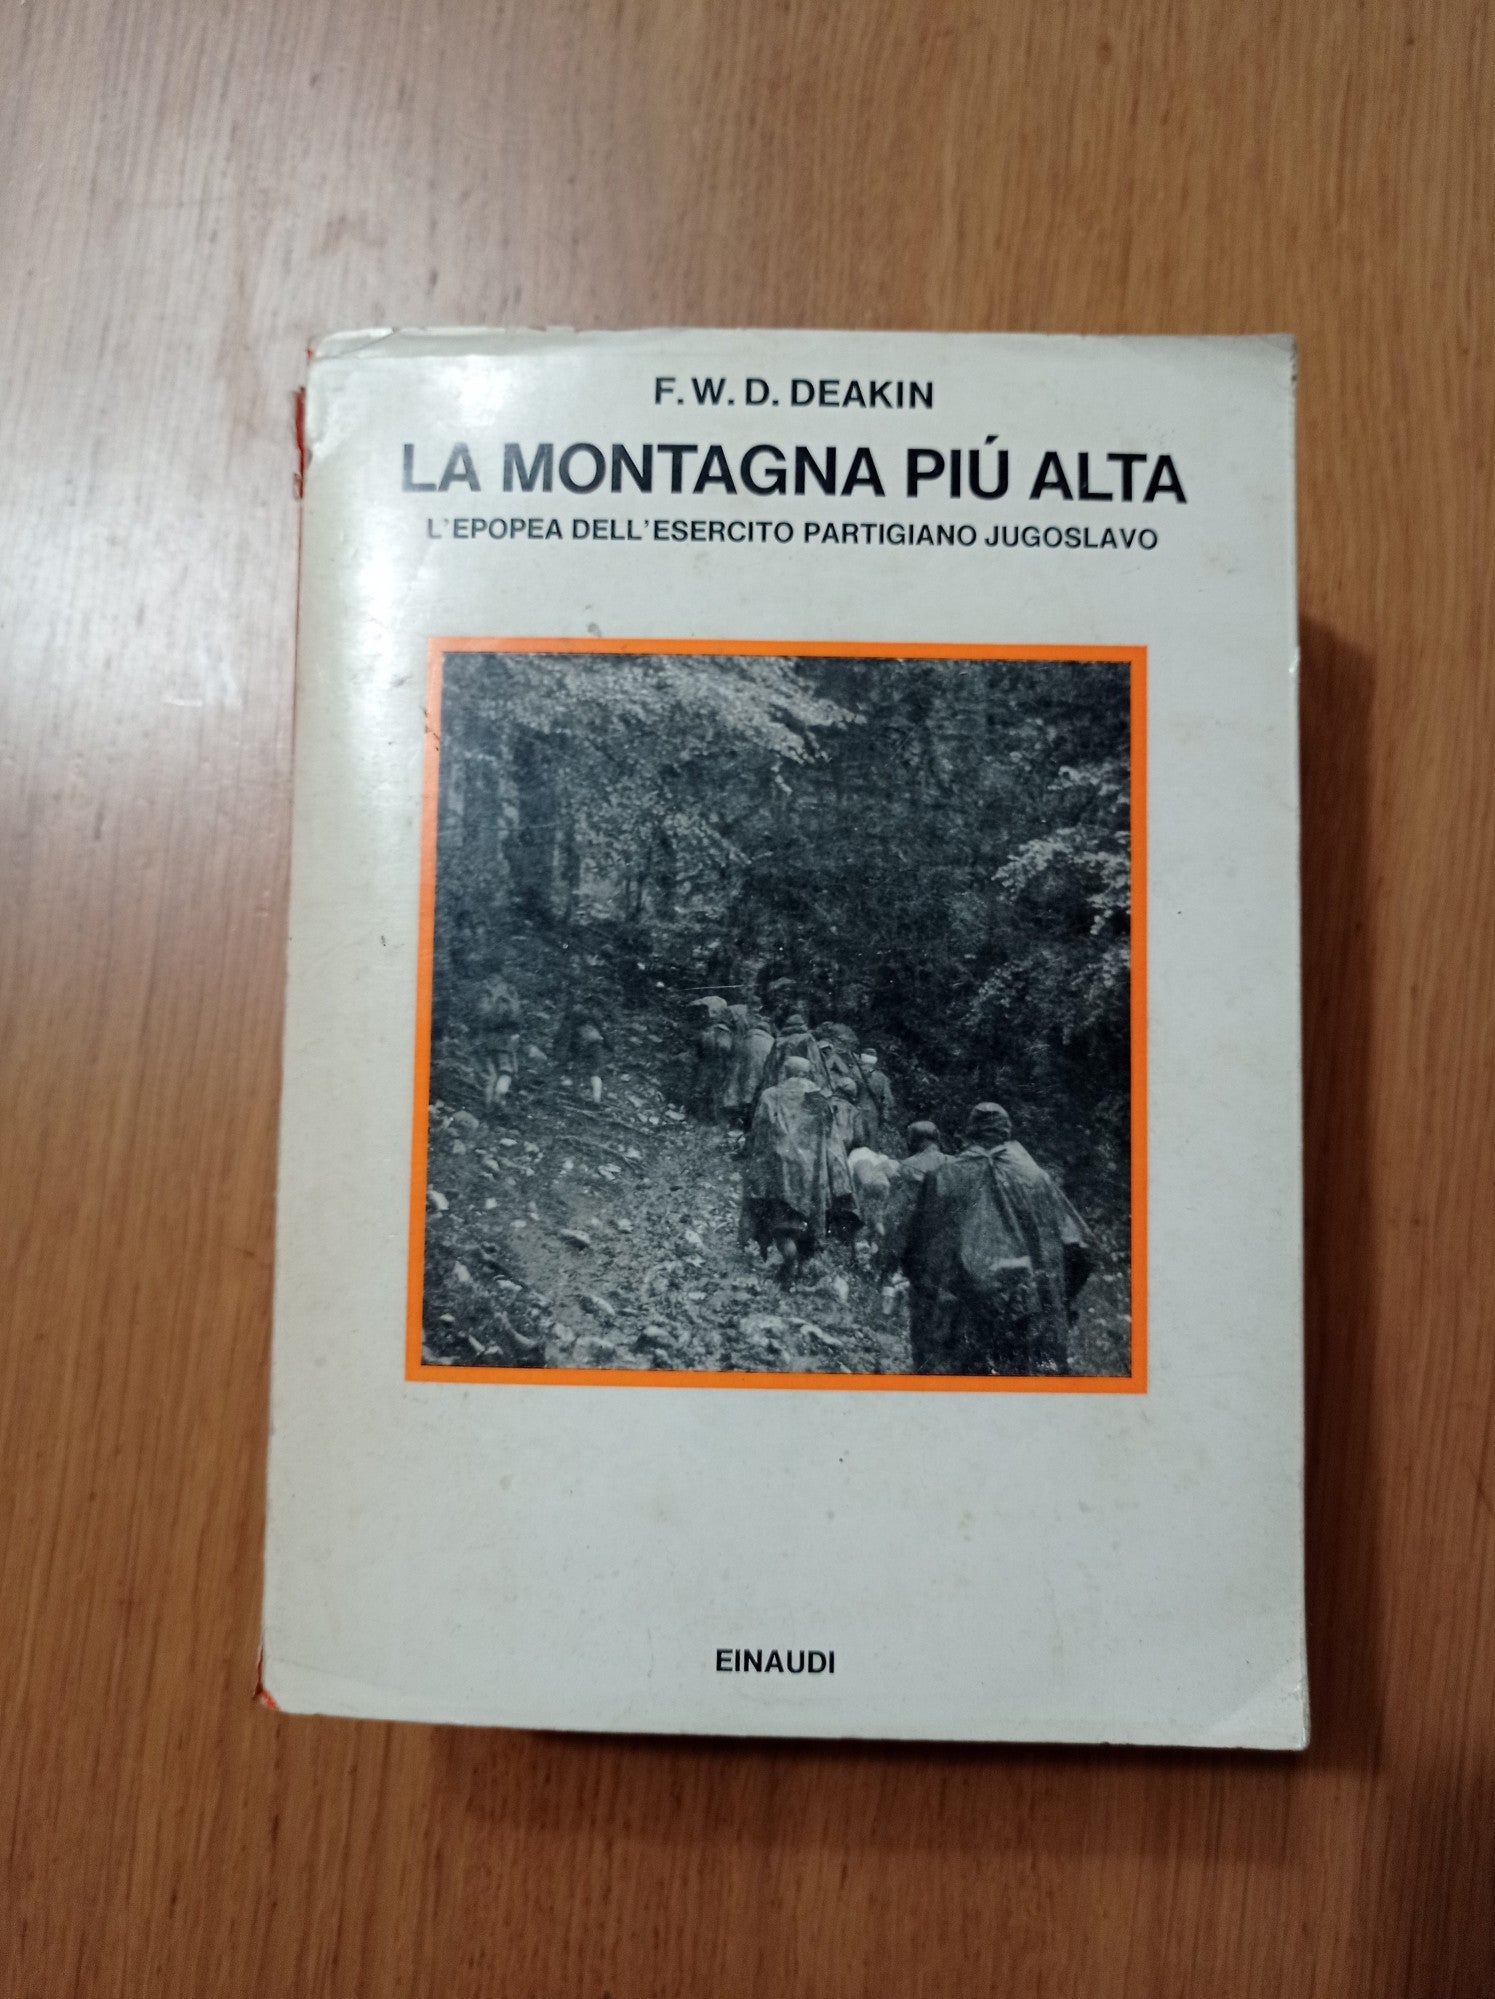 F. W. D. DEAKIN
LA MONTAGNA PIÚ ALTA
L'EPOPEA DELL'ESERCITO PARTIGIANO JUGOSLAVO
EINAUDI